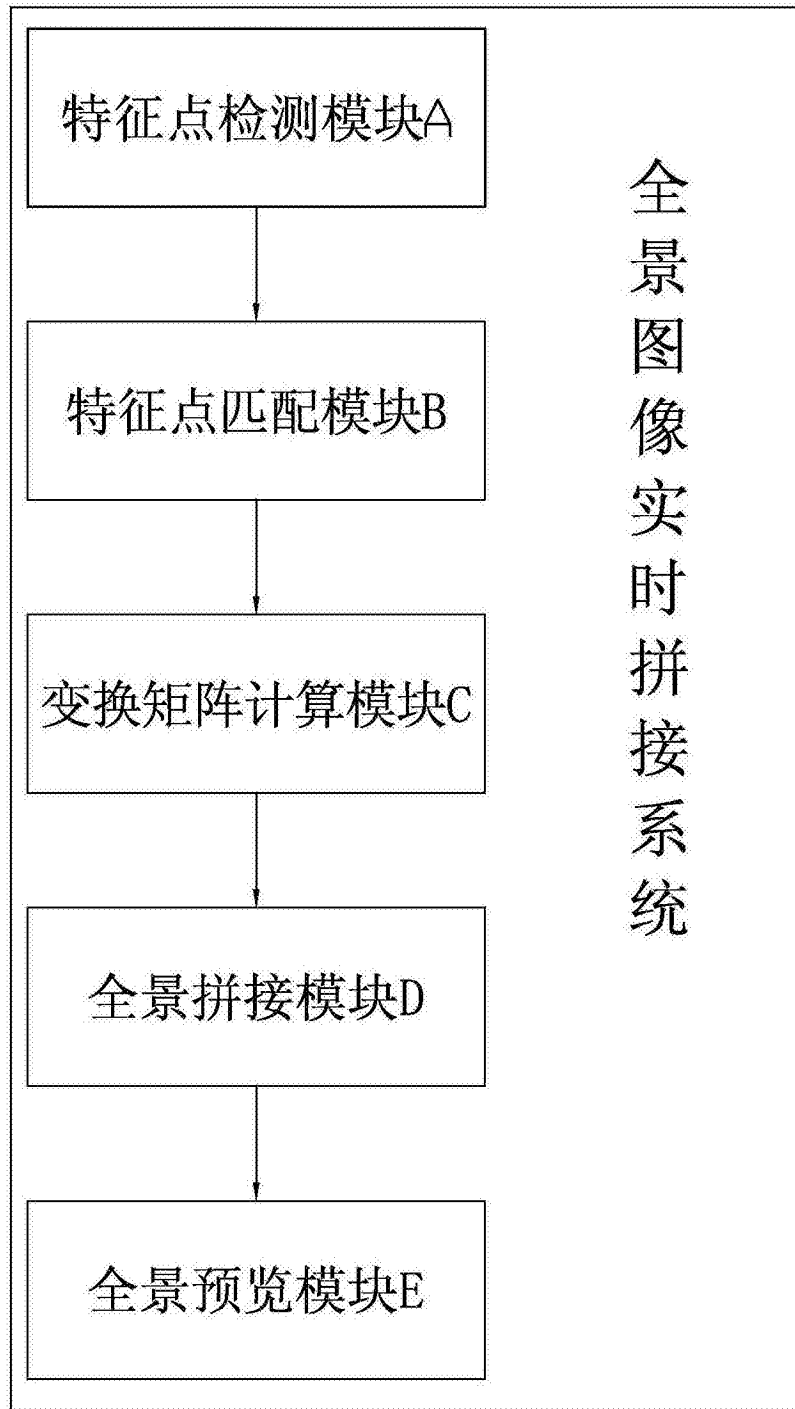 特征点检测模块A
特征点匹配模块B
变换矩阵计算模块C
全景拼接模块D
全景预览模块E
全景图像实时拼接系统